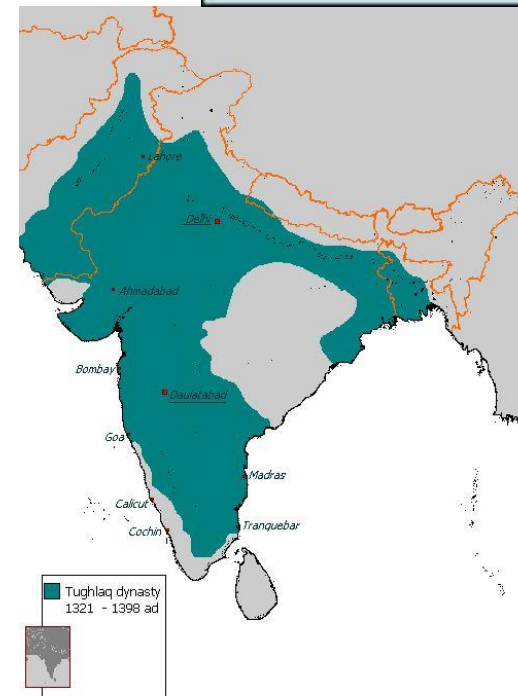 Lahore
Delhi
Ahmadabad
Bombay
Daulatabad
Goa
Madras
Calicut
Tranquebar
Cochin
Tughlaq dynasty
1321 - 1398 ad